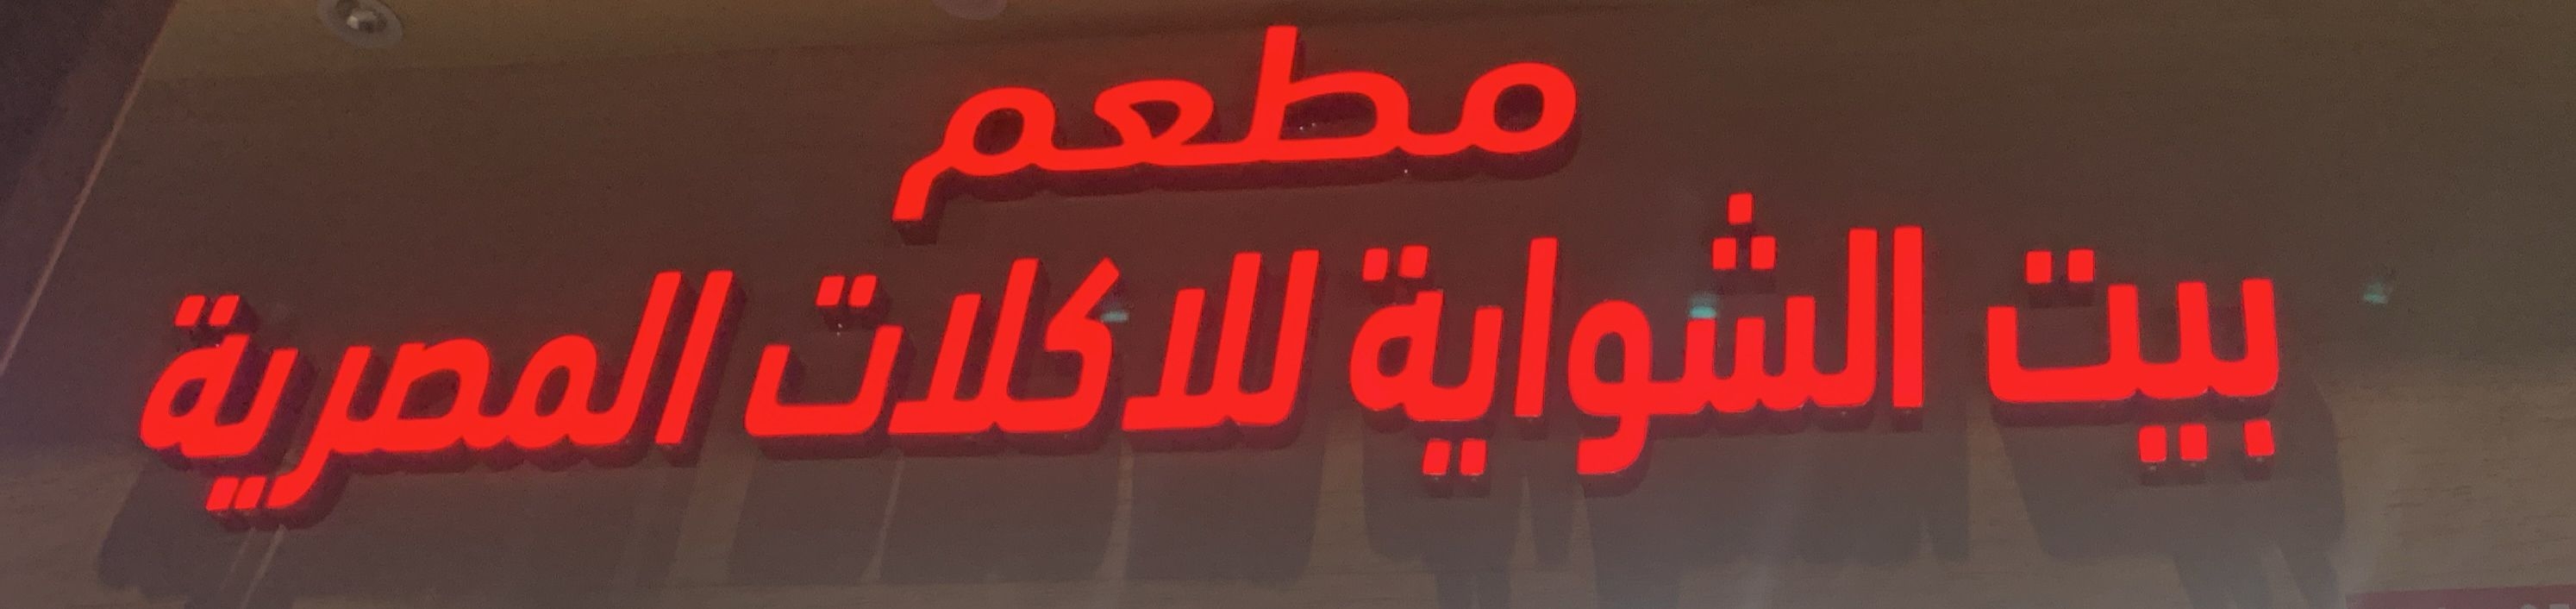 مطعم
بيت الشواية للاكلات المصرية